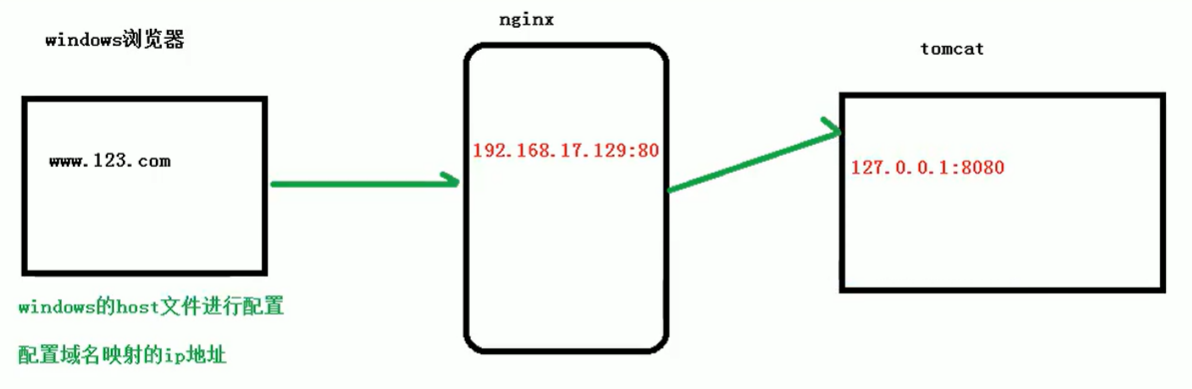 windows浏览器
www.123.com
windows的host文件进行配置
配置域名映射的ip地址
nginx
192.168.17.129:80
tomcat
127.0.0.1:8080